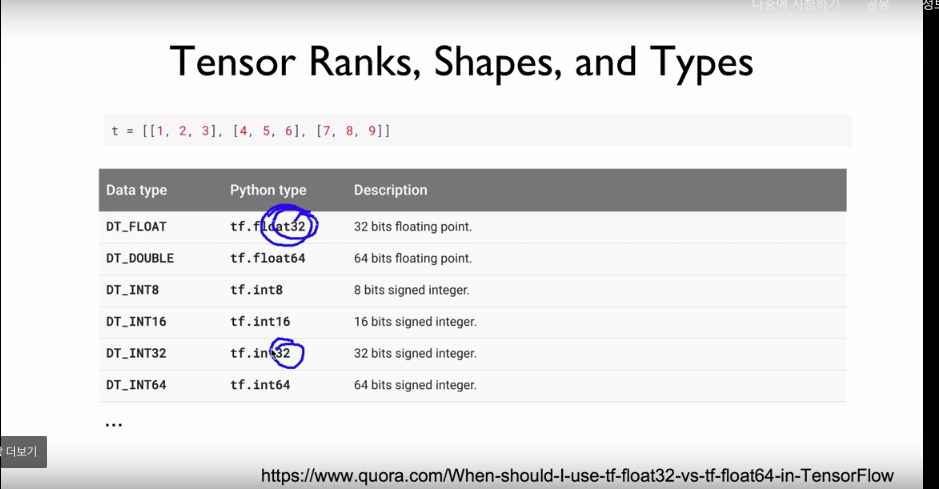 나중에 지정하기 공유 정보
Tensor Ranks, Shapes, and Types
t = [[1, 2, 3], [4, 5, 6], [7, 8, 9]]
Data type Python type Description
DT_FLOAT tf.float32 32 bits floating point.
DT_DOUBLE tf.float64 64 bits floating point.
DT_INT8 tf.int8 8 bits signed integer.
DT_INT16 tf.int16 16 bits signed integer.
DT_INT32 tf.int32 32 bits signed integer.
DT_INT64 tf.int64 64 bits signed integer.
...
더보기
https://www.quora.com/When-should-I-use-tf-float32-vs-tf-float64-in-TensorFlow